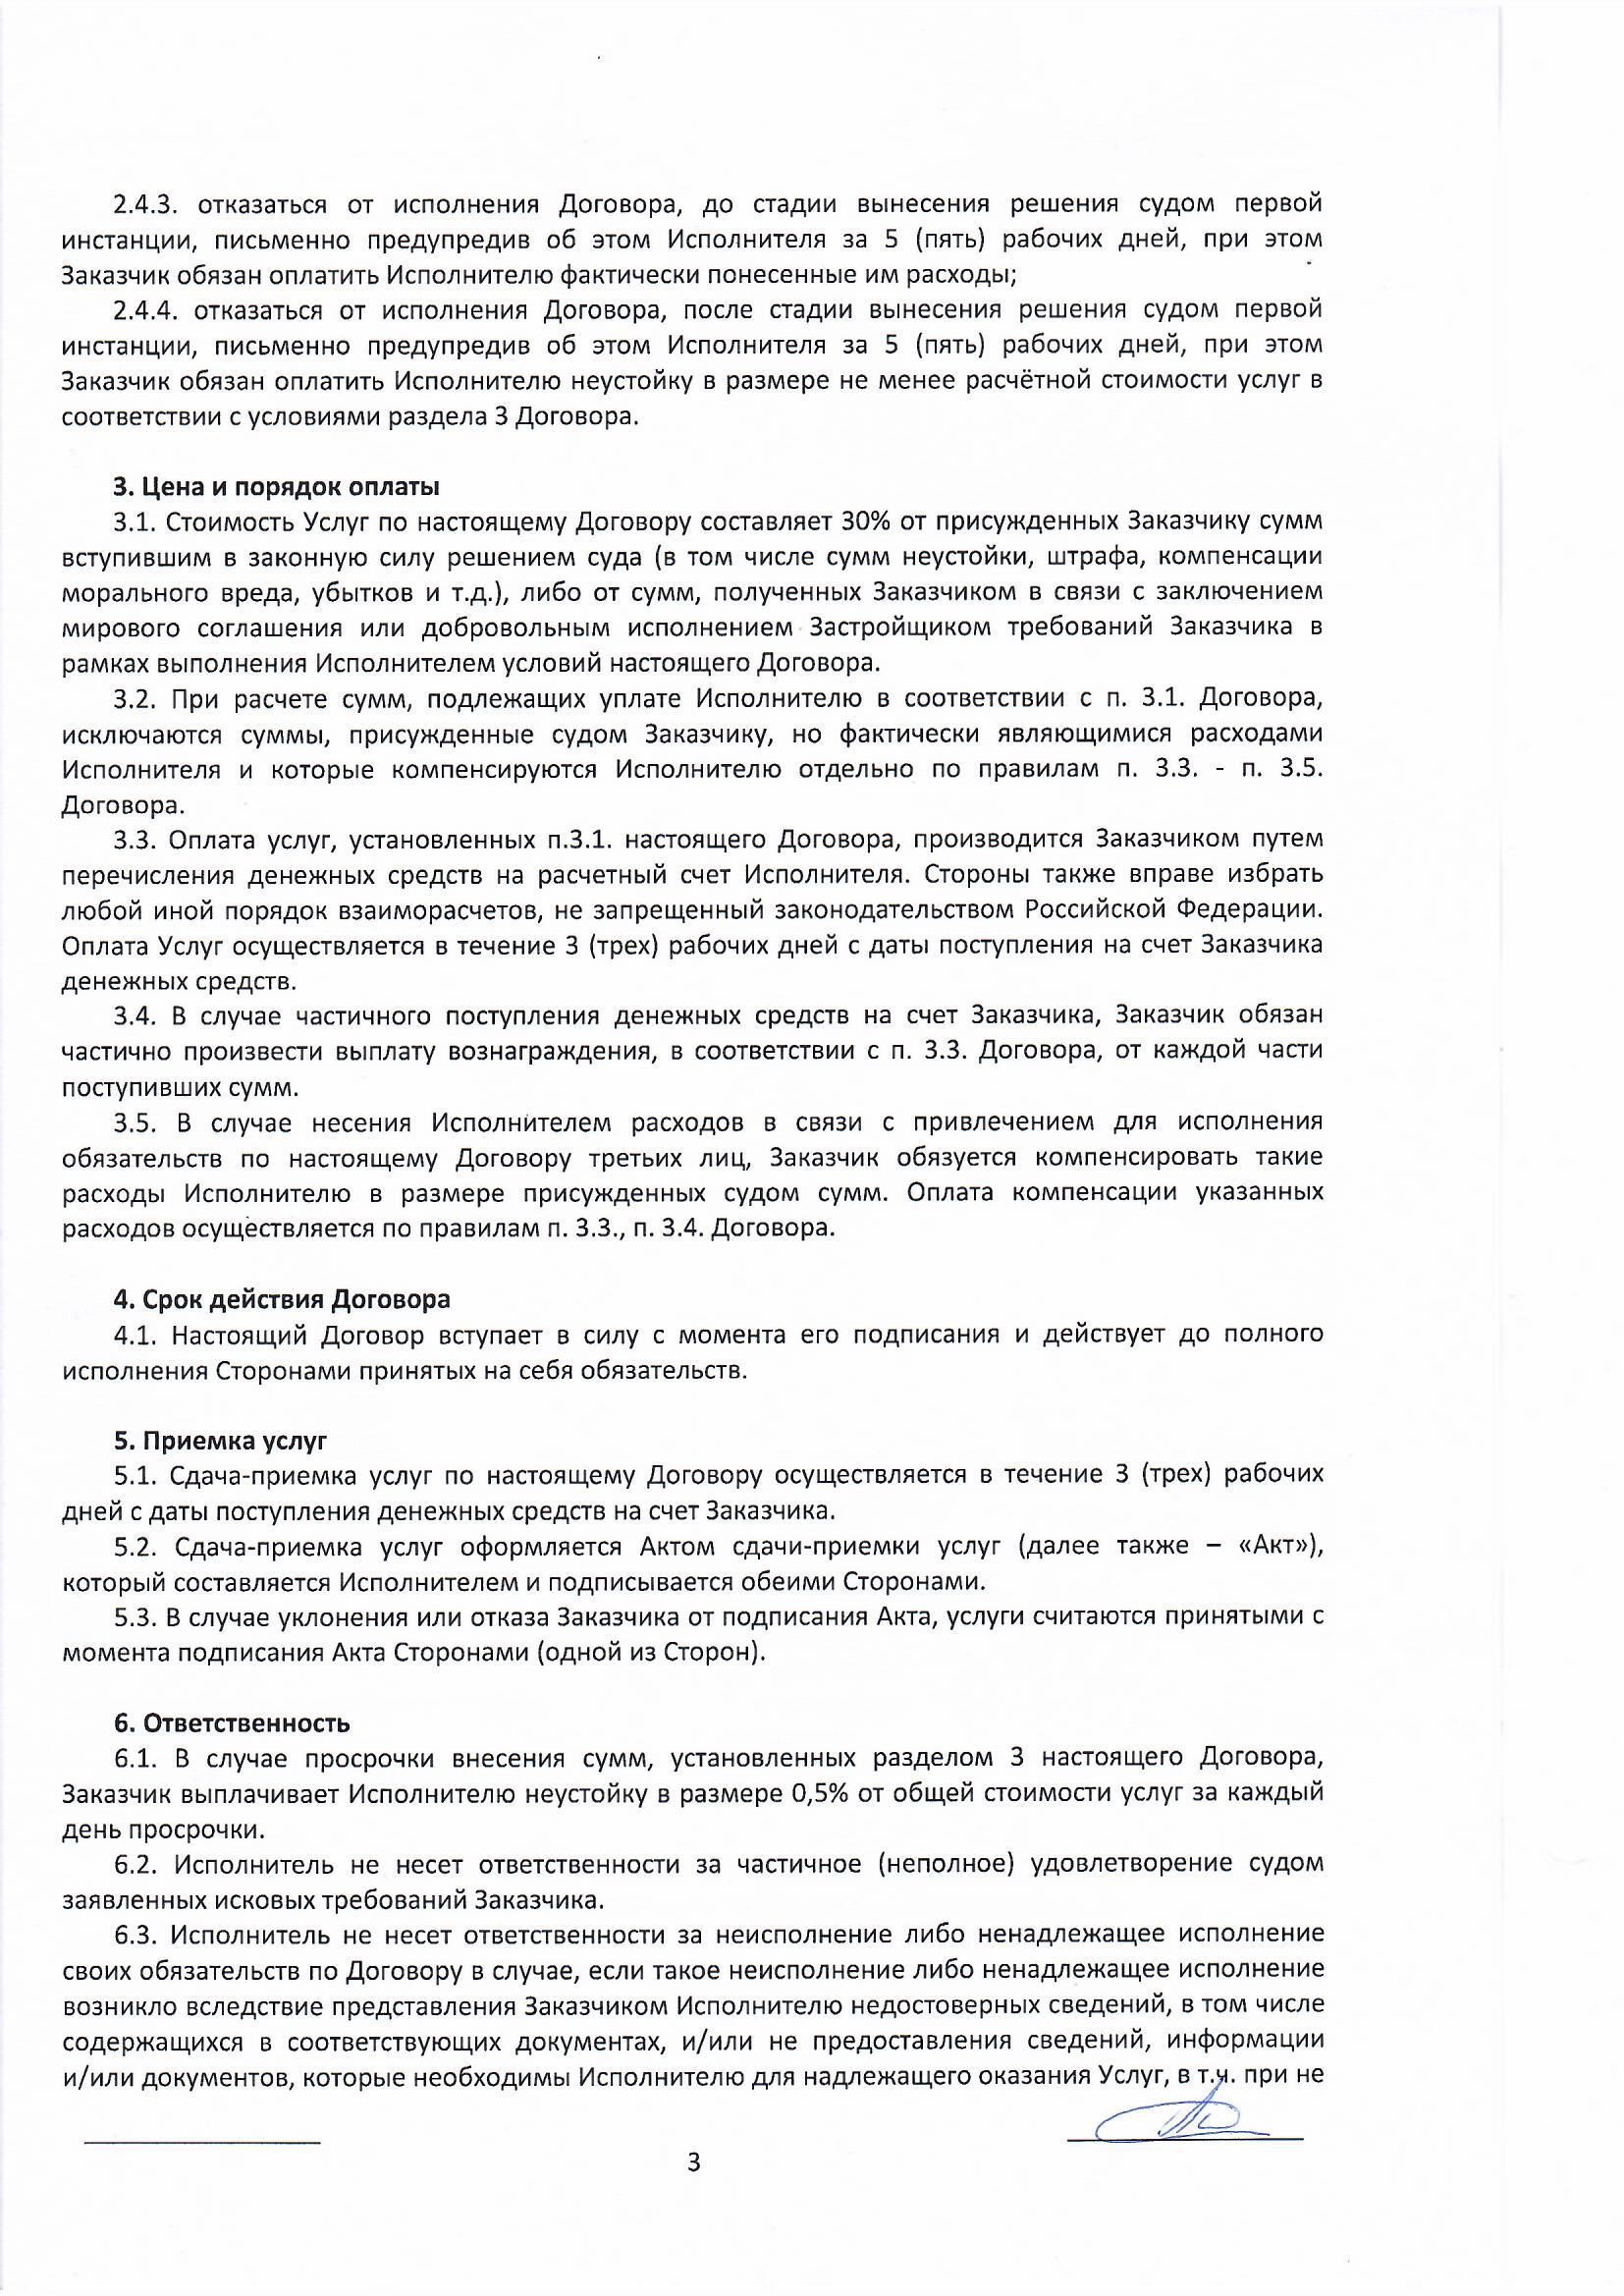 2.4.3. отказаться от исполнения Договора, до стадии вынесения решения судом первой
инстанции, письменно предупредив об этом Исполнителя за 5 (пять) рабочих дней, при этом
Заказчик обязан оплатить Исполнителю фактически понесенные им расходы;
2.4.4. отказаться от исполнения Договора, после стадии вынесения решения судом первой
инстанции, письменно предупредив об этом Исполнителя за 5 (пять) рабочих дней, при этом
Заказчик обязан оплатить Исполнителю неустойку в размере не менее расчётной стоимости услуг в
соответствии с условиями раздела 3 Договора.
3. Цена и порядок оплаты
3.1. Стоимость Услуг по настоящему Договору составляет 30% от присужденных Заказчику сумм
вступившим в законную силу решением суда (в том числе сумм неустойки, штрафа, компенсации
морального вреда, убытков и т.д.), либо от сумм, полученных Заказчиком в связи с заключением
мирового соглашения или добровольным исполнением Застройщиком требований Заказчика в
рамках выполнения Исполнителем условий настоящего Договора.
3.2. При расчете сумм, подлежащих уплате Исполнителю в соответствии с п. 3.1. Договора,
исключаются суммы, присужденные судом Заказчику, но фактически являющимися расходами
Исполнителя и которые компенсируются Исполнителю отдельно по правилам п. 3.3. - п. 3.5.
Договора.
3.3. Оплата услуг, установленных п.3.1. настоящего Договора, производится Заказчиком путем
перечисления денежных средств на расчетный счет Исполнителя. Стороны также вправе избрать
любой иной порядок взаиморасчетов, не запрещенный законодательством Российской Федерации.
Оплата Услуг осуществляется в течение 3 (трех) рабочих дней с даты поступления на счет Заказчика
денежных средств.
3.4. В случае частичного поступления денежных средств на счет Заказчика, Заказчик обязан
частично произвести выплату вознаграждения, в соответствии с п. 3.3. Договора, от каждой части
поступивших сумм.
3.5. В случае несения Исполнителем расходов в связи с привлечением для исполнения
обязательств по настоящему Договору третьих лиц, Заказчик обязуется компенсировать такие
расходы Исполнителю в размере присужденных судом сумм. Оплата компенсации указанных
расходов осуществляется по правилам п. 3.3., п. 3.4. Договора.
4. Срок действия Договора
4.1. Настоящий Договор вступает в силу с момента его подписания и действует до полного
исполнения Сторонами принятых на себя обязательств.
5. Приемка услуг
5.1. Сдача-приемка услуг по настоящему Договору осуществляется в течение 3 (трех) рабочих
дней с даты поступления денежных средств на счет Заказчика.
5.2. Сдача-приемка услуг оформляется Актом сдачи-приемки услуг (далее также – «Акт»),
который составляется Исполнителем и подписывается обеими Сторонами.
5.3. В случае уклонения или отказа Заказчика от подписания Акта, услуги считаются принятыми с
момента подписания Акта Сторонами (одной из Сторон).
6. Ответственность
6.1. В случае просрочки внесения сумм, установленных разделом 3 настоящего Договора,
Заказчик выплачивает Исполнителю неустойку в размере 0,5% от общей стоимости услуг за каждый
день просрочки.
6.2. Исполнитель не несет ответственности за частичное (неполное) удовлетворение судом
заявленных исковых требований Заказчика.
6.3. Исполнитель не несет ответственности за неисполнение либо ненадлежащее исполнение
своих обязательств по Договору в случае, если такое неисполнение либо ненадлежащее исполнение
возникло вследствие представления Заказчиком Исполнителю недостоверных сведений, в том числе
содержащихся в соответствующих документах, и/или не предоставления сведений, информации
и/или документов, которые необходимы Исполнителю для надлежащего оказания Услуг, в т.ч. при не
3